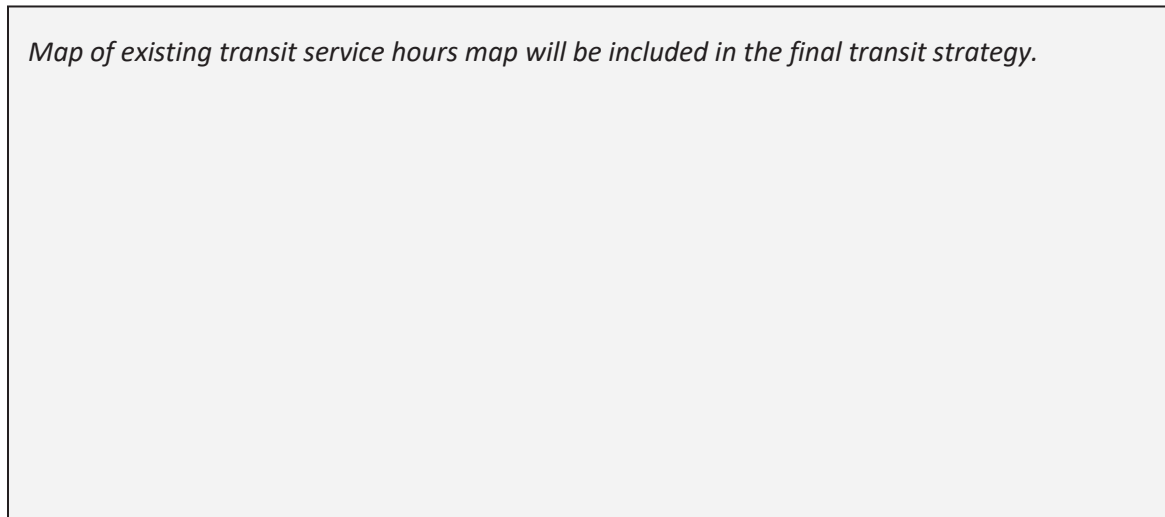 Map of existing transit service hours map will be included in the final transit strategy.